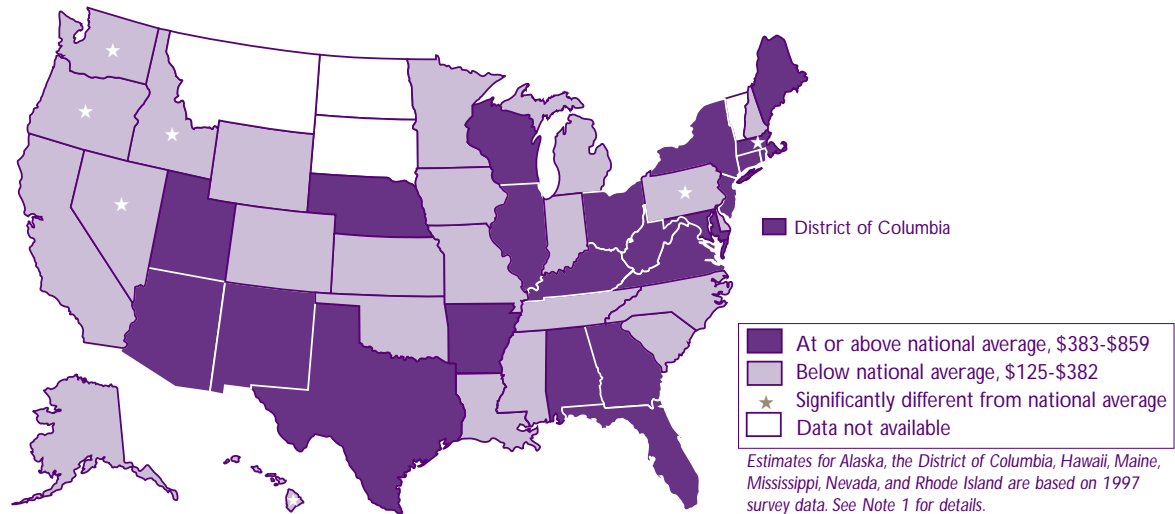 District of Columbia
At or above national average, $383-$859
Below national average, $125-$382
Significantly different from national average
Data not available
Estimates for Alaska, the District of Columbia, Hawaii, Maine,
Mississippi, Nevada, and Rhode Island are based on 1997
survey data. See Note 1 for details.